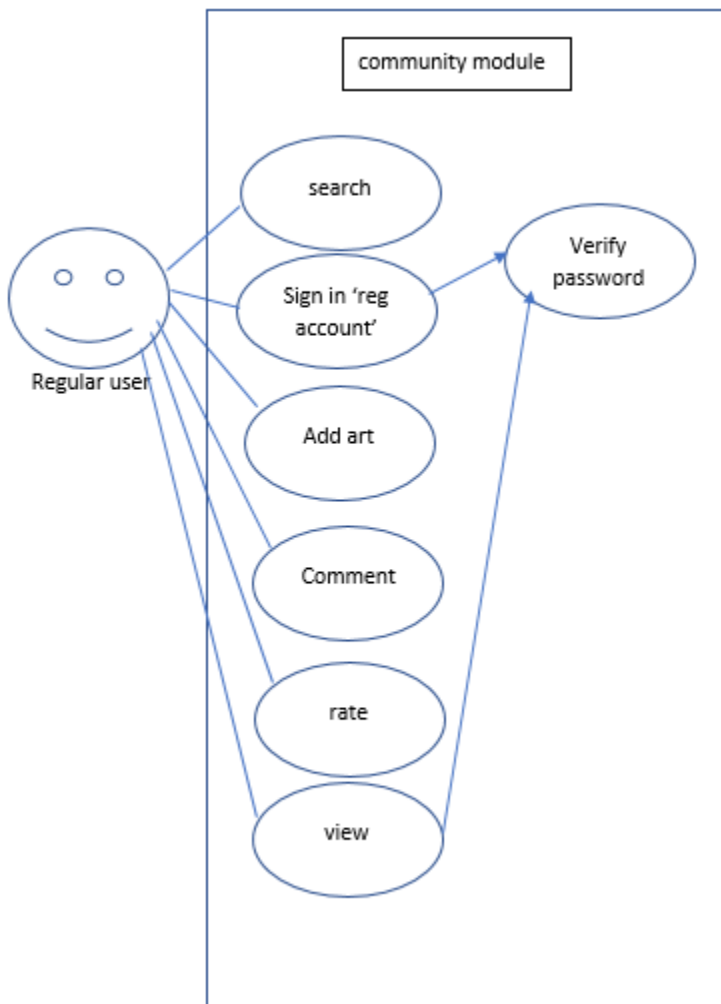 community module
search
Verify
password
Sign in ‘reg
account’
Regular user
Add art
Comment
rate
view